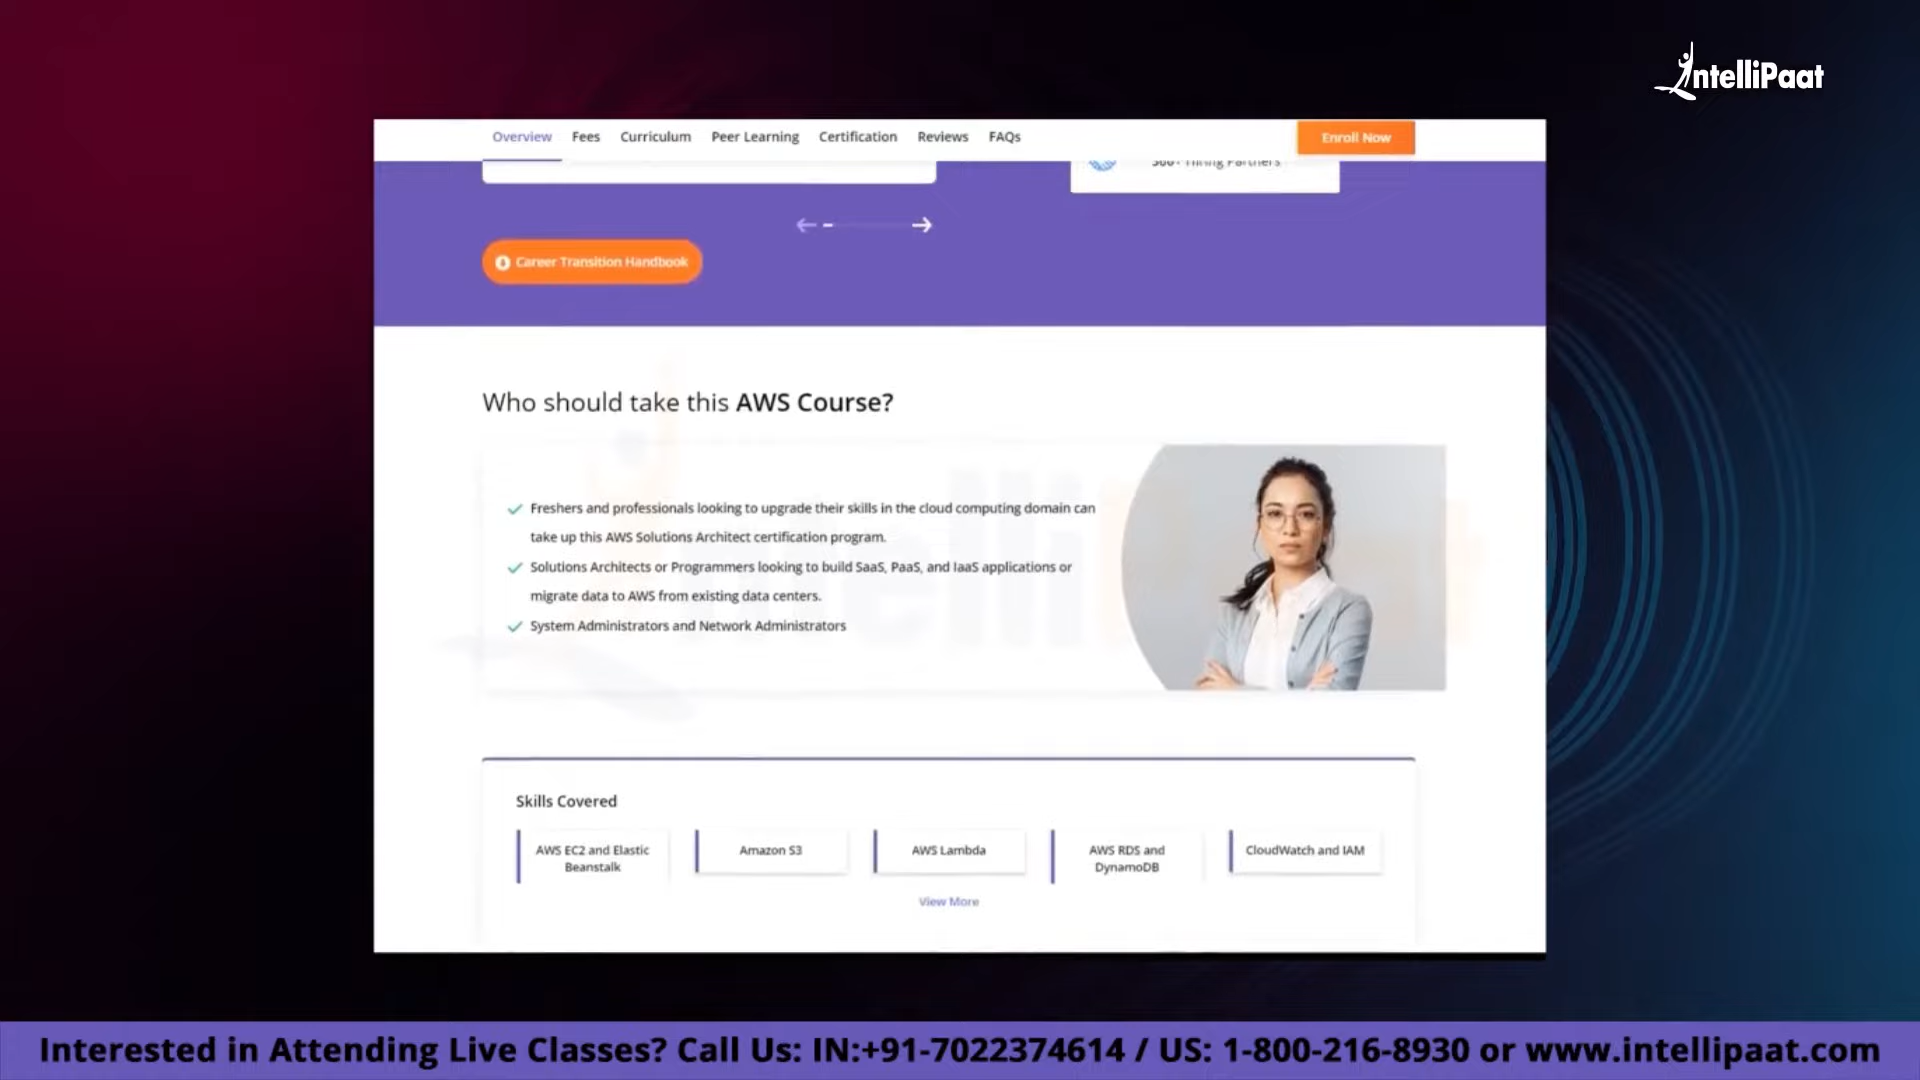 IntelliPaat
Overview Fees Curriculum Peer Learning Certification Reviews FAQs Enroll Now
Hiring Partners
Career Transition Handbook
Who should take this AWS Course?
Freshers and professionals looking to upgrade their skills in the cloud computing domain can
take up this AWS Solutions Architect certification program.
Solutions Architects or Programmers looking to build SaaS, PaaS, and IaaS applications or
migrate data to AWS from existing data centers.
System Administrators and Network Administrators
Skills Covered
AWS EC2 and Elastic
Beanstalk
Amazon S3
AWS Lambda
AWS RDS and
DynamoDB
CloudWatch and IAM
View More
Interested in Attending Live Classes? Call Us: IN:+91-7022374614 / US: 1-800-216-8930 or www.intellipaat.com